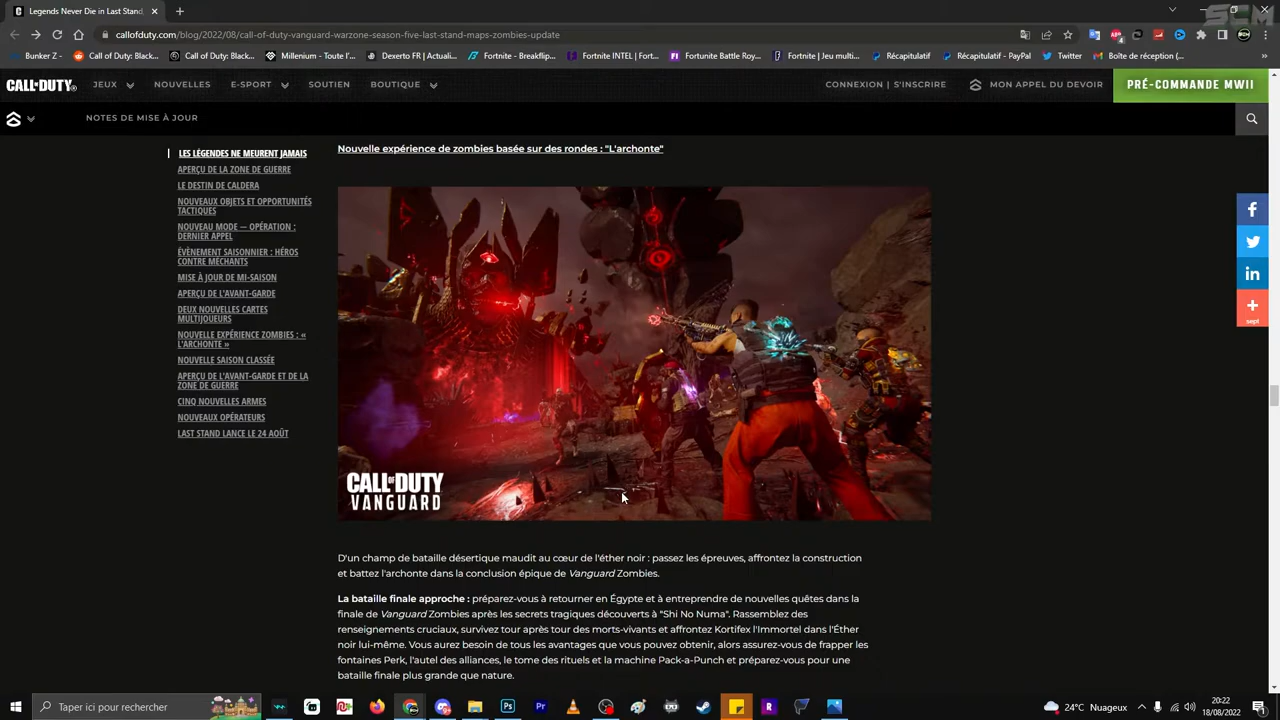 Legends Never Die in Last Stand,
callofduty.com/blog/2022/08/call-of-duty-vanguard-warzone-season-five-last-stand-maps-zombies-update
Bunker Z -
Call of Duty: Black...
Call of Duty: Black...
Millenium - Toute l'...
Dexerto FR | Actuali...
Fortnite - Breakflip...
Fortnite INTEL | Fortnite...
Fortunite Battle Roy...
Fortnite | Jeu multi...
Récapitulatif
Récapitulatif - PayPal
Twitter
Boîte de réception (...
CALL OF DUTY
JEUX
NOUVELLES
E-SPORT
SOUTIEN
BOUTIQUE
CONNEXION | S'INSCRIRE
MON APPEL DU DEVOIR
PRÉ-COMMANDE MWII
NOTES DE MISE À JOUR
LES LÉGENDES NE MEURENT JAMAIS
APERÇU DE LA ZONE DE GUERRE
LE DESTIN DE CALDERA
NOUVEAUX OBJETS ET OPPORTUNITÉS
TACTIQUES
NOUVEAU MODE — OPÉRATION :
DERNIER APPEL
ÉVÈNEMENT SAISONNIER : HÉROS
CONTRE MÉCHANTS
MISE À JOUR DE MI-SAISON
APERÇU DE L'AVANT-GARDE
DEUX NOUVELLES CARTES
MULTIJOUEURS
NOUVELLE EXPÉRIENCE ZOMBIES : «
L'ARCHONTE »
NOUVELLE SAISON CLASSÉE
APERÇU DE L'AVANT-GARDE ET DE LA
ZONE DE GUERRE
CINQ NOUVELLES ARMES
NOUVEAUX OPÉRATEURS
LAST STAND LANCE LE 24 AOÛT
Nouvelle expérience de zombies basée sur des rondes : "L'archonte"
CALL OF DUTY
VANGUARD
D'un champ de bataille désertique maudit au cœur de l'éther noir : passez les épreuves, affrontez la construction
et battez l'archonte dans la conclusion épique de Vanguard Zombies.
La bataille finale approche : préparez-vous à retourner en Égypte et à entreprendre de nouvelles quêtes dans la
finale de Vanguard Zombies après les secrets tragiques découverts à "Shi No Numa". Rassemblez des
renseignements cruciaux, survivez tour après tour des morts-vivants et affrontez Kortifex l'Immortel dans l'Éther
noir lui-même. Vous aurez besoin de tous les avantages que vous pouvez obtenir, alors assurez-vous de frapper les
fontaines Perk, l'autel des alliances, le tome des rituels et la machine Pack-a-Punch et préparez-vous pour une
bataille finale plus grande que nature.
sept
Taper ici pour rechercher
24°C Nuageux
20:22
18/08/2022